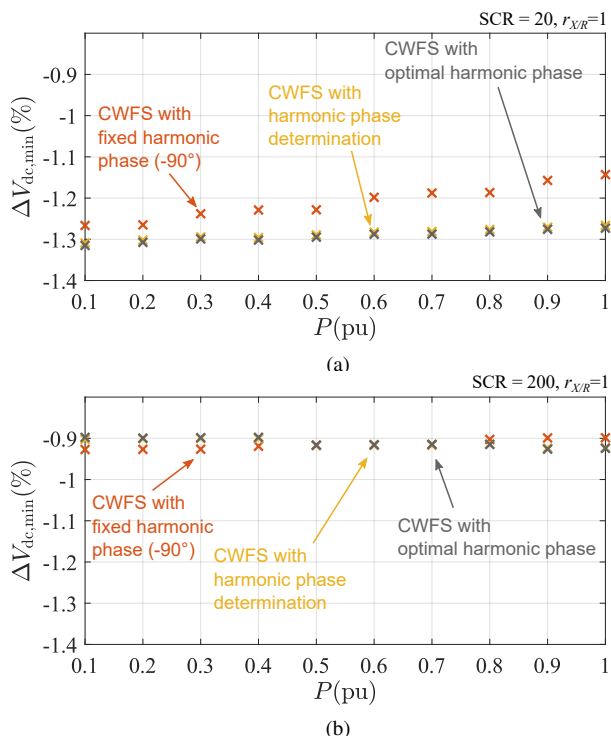 SCR = 20, r_X/R=1
-0.9
-1
-1.1
-1.2
-1.3
-1.4
ΔV_dc,min(%)
CWFS with
optimal harmonic phase
CWFS with
harmonic phase
determination
CWFS with
fixed harmonic
phase (-90°)
0.1 0.2 0.3 0.4 0.5 0.6 0.7 0.8 0.9 1
P(pu)
(a)
SCR = 200, r_X/R=1
-0.9
-1
-1.1
-1.2
-1.3
-1.4
ΔV_dc,min(%)
CWFS with
fixed harmonic
phase (-90°)
CWFS with
harmonic phase
determination
CWFS with
optimal harmonic phase
0.1 0.2 0.3 0.4 0.5 0.6 0.7 0.8 0.9 1
P(pu)
(b)